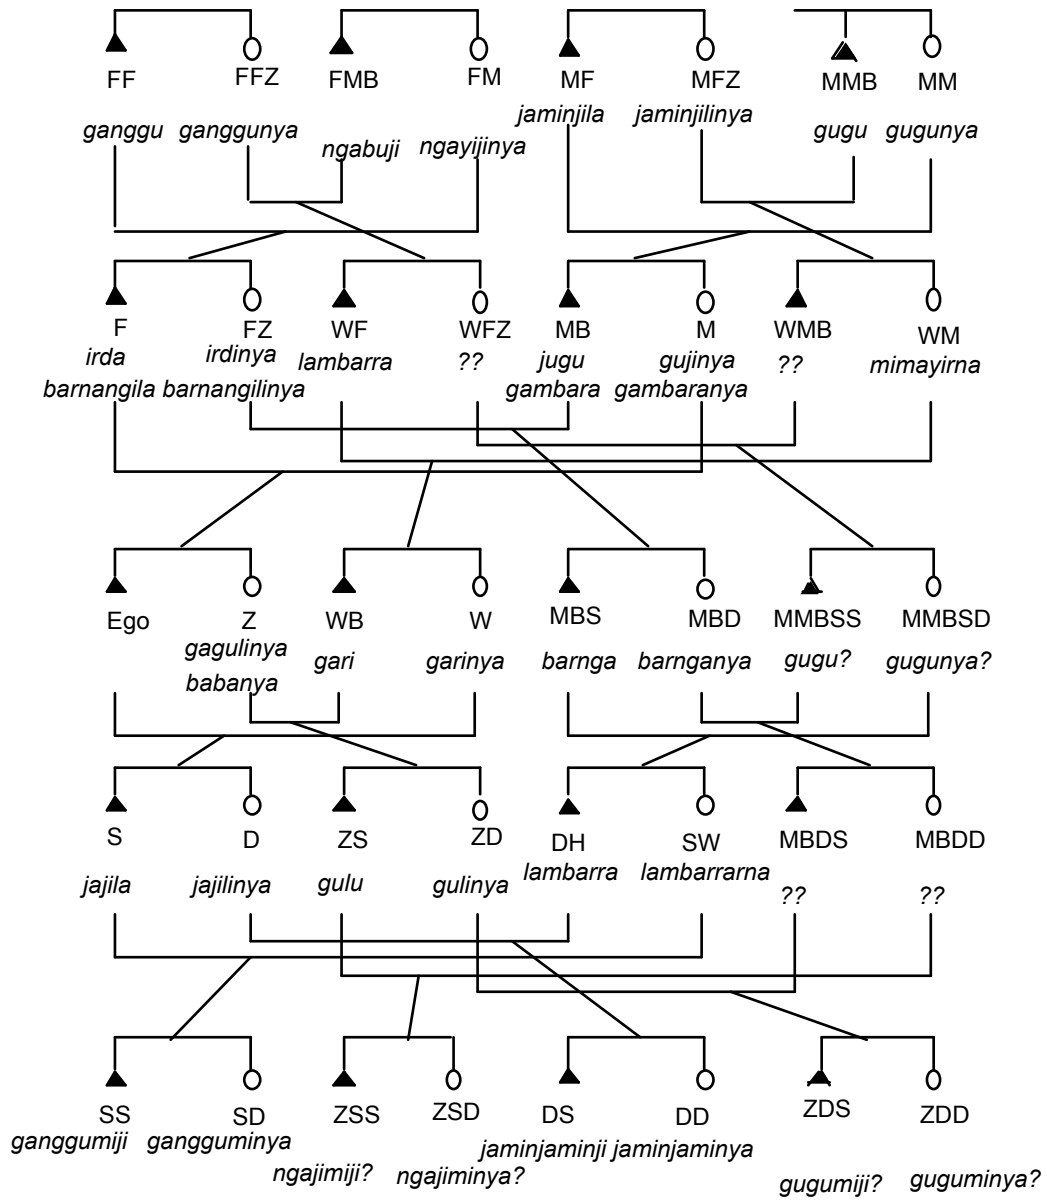 FF FFZ FMB FM MF MFZ MMB MM
jaminjila jaminjilinya
ganggu ganggunya ngabuji ngayijinya gugu gugunya
F FZ WF WFZ MB M WMB WM
irda irdinya lambarra ?? jugu gujinya ?? mimayirna
barnangila barnangilinya gambara gambaranya
Ego Z WB W MBS MBD MMBSS MMBSD
gagulinya gari garinya barnga barnganya gugu? gugunya?
babanya
S D ZS ZD DH SW MBDS MBDD
lambarra lambarrarna
jajila jajilinya gulu gulinya ?? ??
SS SD ZSS ZSD DS DD ZDS ZDD
ganggumiji gangguminya jaminjaminji jaminjaminya
ngajimiji? ngajiminya? gugumiji? guguminya?